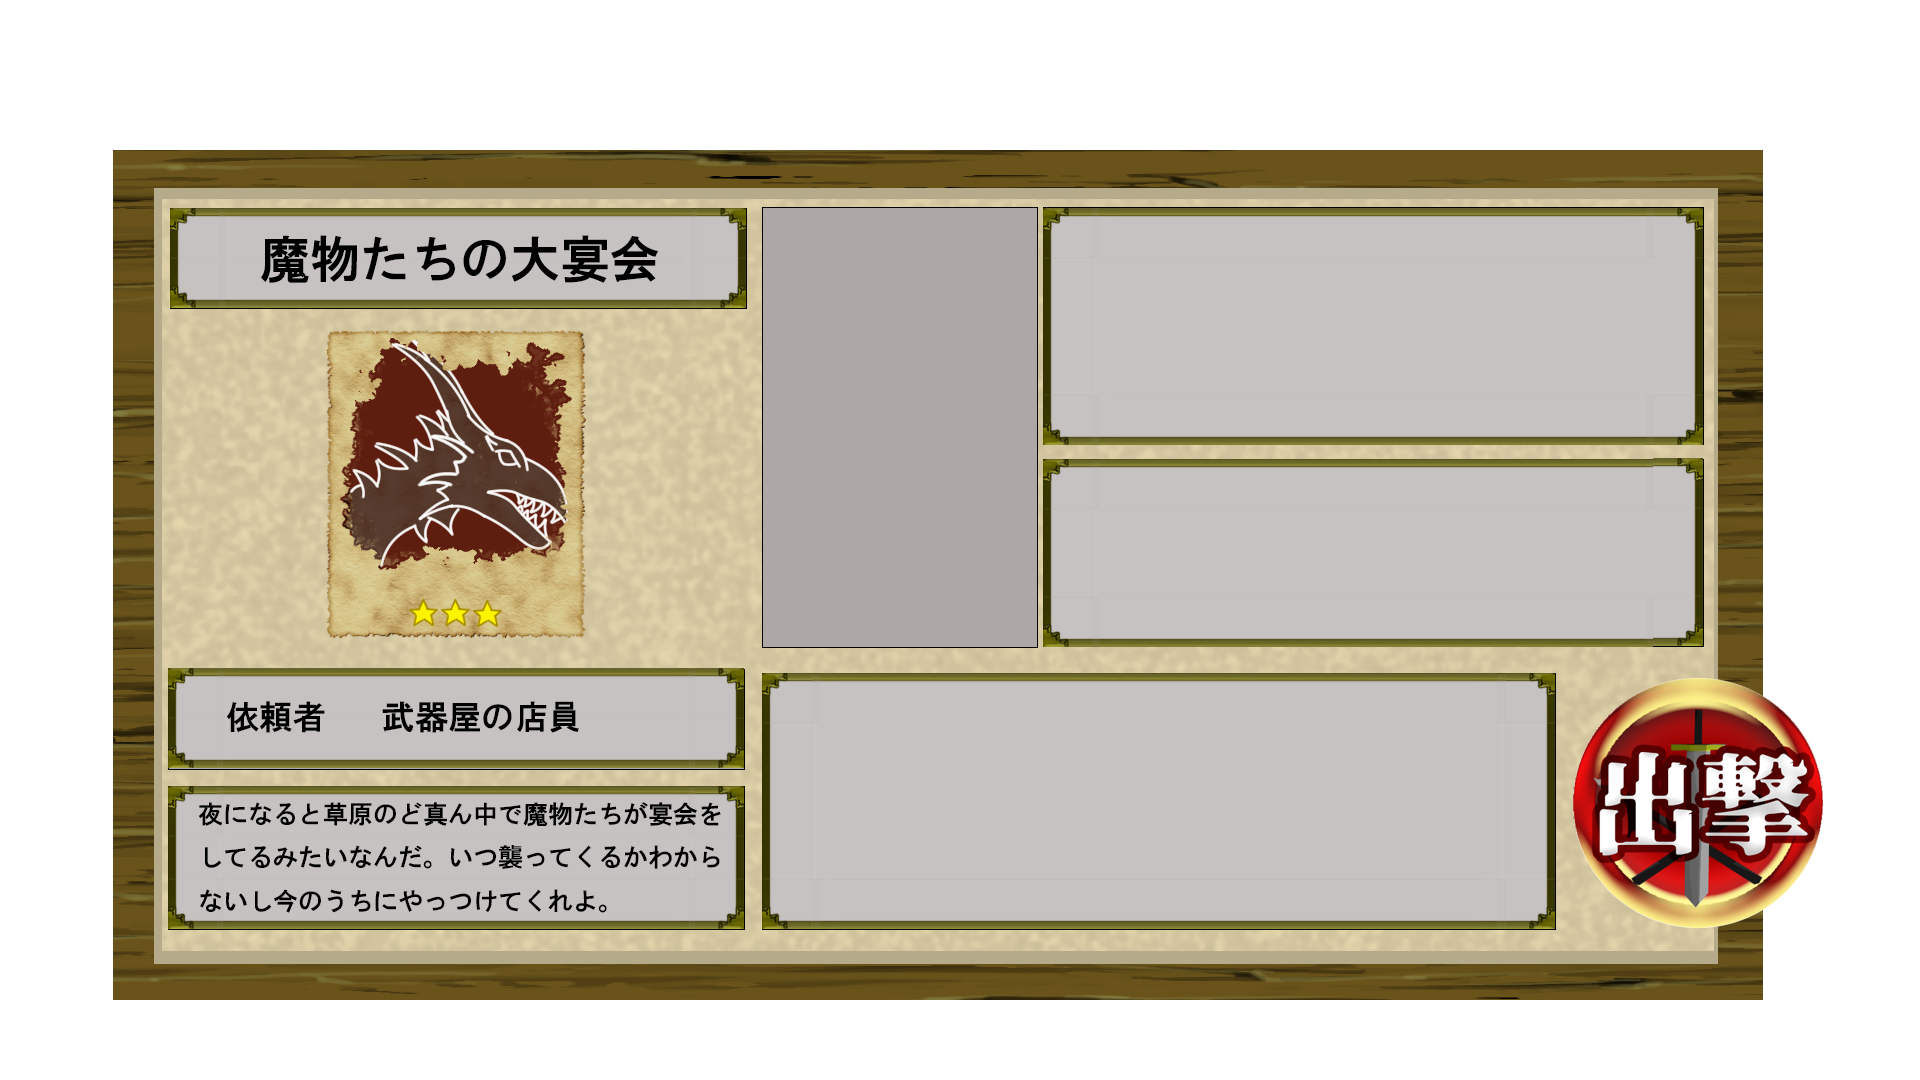 魔物たちの大宴会
依頼者　武器屋の店員
夜になると草原のど真ん中で魔物たちが宴会を
してるみたいなんだ。いつ襲ってくるかわから
ないし今のうちにやっつけてくれよ。
出撃